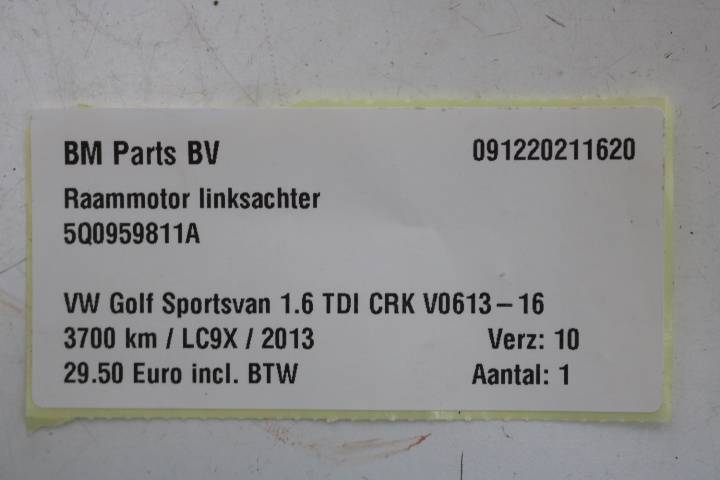 BM Parts BV 091220211620
Raammotor linksachter
5Q0959811A
VW Golf Sportsvan 1.6 TDI CRK V0613-16
3700 km / LC9X / 2013 Verz: 10
29.50 Euro incl. BTW Aantal: 1